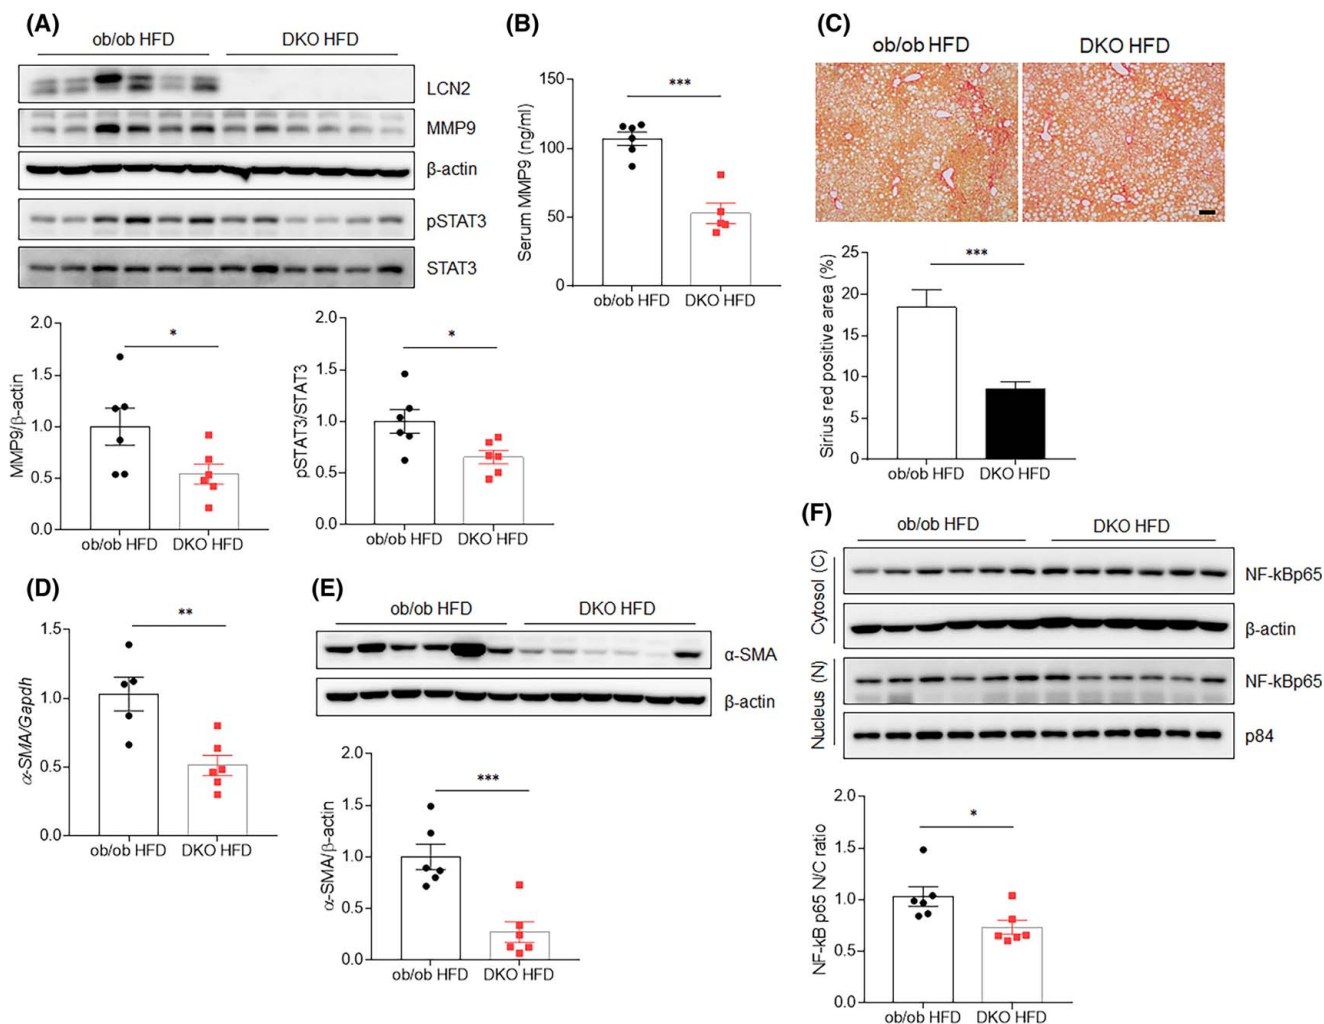 (A)
ob/ob HFD DKO HFD
LCN2
MMP9
β-actin
pSTAT3
STAT3
2.0
1.5
1.0
0.5
0.0
MMP9/β-actin
*
ob/ob HFD DKO HFD
2.0
1.5
1.0
0.5
0.0
pSTAT3/STAT3
*
ob/ob HFD DKO HFD
(B)
150
100
50
0
Serum MMP9 (ng/ml)
***
ob/ob HFD DKO HFD
(C)
ob/ob HFD DKO HFD
25
20
15
10
5
0
Sirius red positive area (%)
***
ob/ob HFD DKO HFD
(D)
1.5
1.0
0.5
0.0
α-SMA/Gapdh
**
ob/ob HFD DKO HFD
(E)
ob/ob HFD DKO HFD
α-SMA
β-actin
2.0
1.5
1.0
0.5
0.0
α-SMA/β-actin
***
ob/ob HFD DKO HFD
(F)
ob/ob HFD DKO HFD
Cytosol (C)
NF-kBp65
β-actin
Nucleus (N)
NF-kBp65
p84
2.0
1.5
1.0
0.5
0.0
NF-kB p65 N/C ratio
*
ob/ob HFD DKO HFD